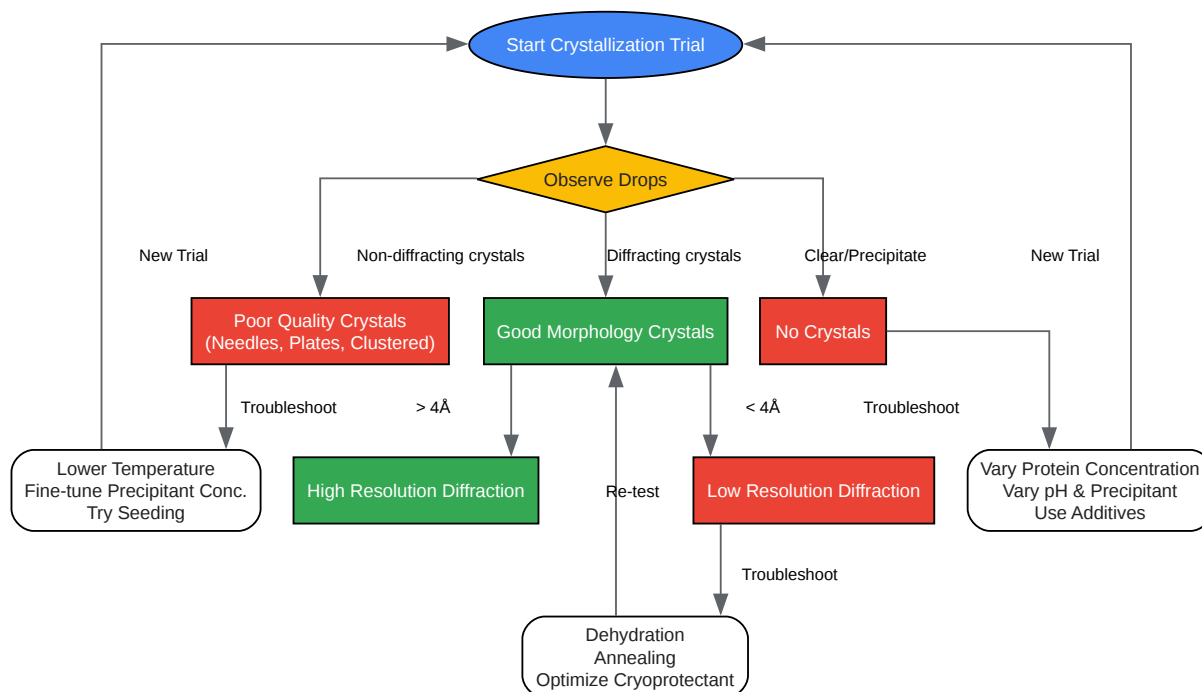 Start Crystallization Trial
Observe Drops
New Trial
Non-diffracting crystals
Diffracting crystals
Clear/Precipitate
New Trial
Poor Quality Crystals
(Needles, Plates, Clustered)
Good Morphology Crystals
No Crystals
Troubleshoot
> 4Å
< 4Å
Troubleshoot
Lower Temperature
Fine-tune Precipitant Conc.
Try Seeding
High Resolution Diffraction
Re-test
Low Resolution Diffraction
Vary Protein Concentration
Vary pH & Precipitant
Use Additives
Troubleshoot
Dehydration
Annealing
Optimize Cryoprotectant